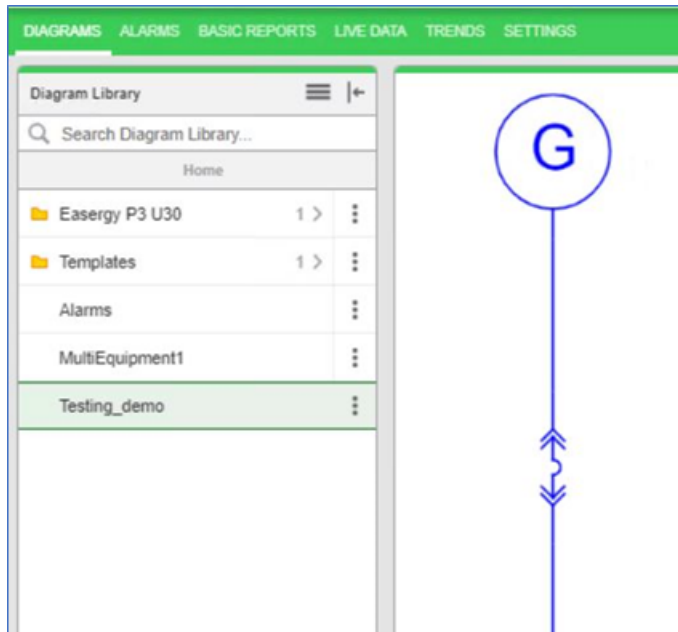 DIAGRAMS ALARMS BASIC REPORTS LIVE DATA TRENDS SETTINGS
Diagram Library
Search Diagram Library...
Home
Easergy P3 U30 1
Templates 1
Alarms
MultiEquipment1
Testing_demo
G